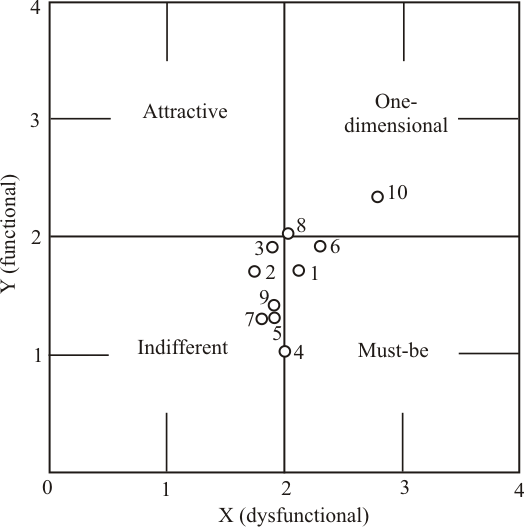 4
Attractive
One-
dimensional
3
10
Y (functional)
2
8
3
6
2
1
9
7
5
Indifferent
Must-be
4
1
0
1
2
3
4
X (dysfunctional)